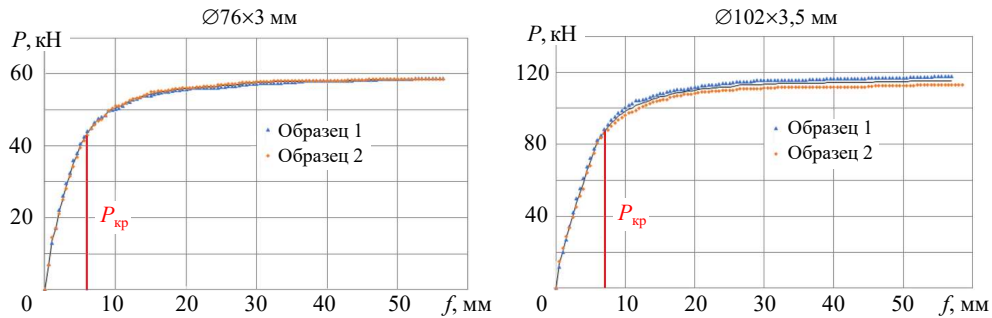 ∅76×3 мм
P, кН
60
40
20
0
10
20
30
40
50
f, мм
Образец 1
Образец 2
Pкр
∅102×3,5 мм
P, кН
120
80
40
0
10
20
30
40
50
f, мм
Образец 1
Образец 2
Pкр